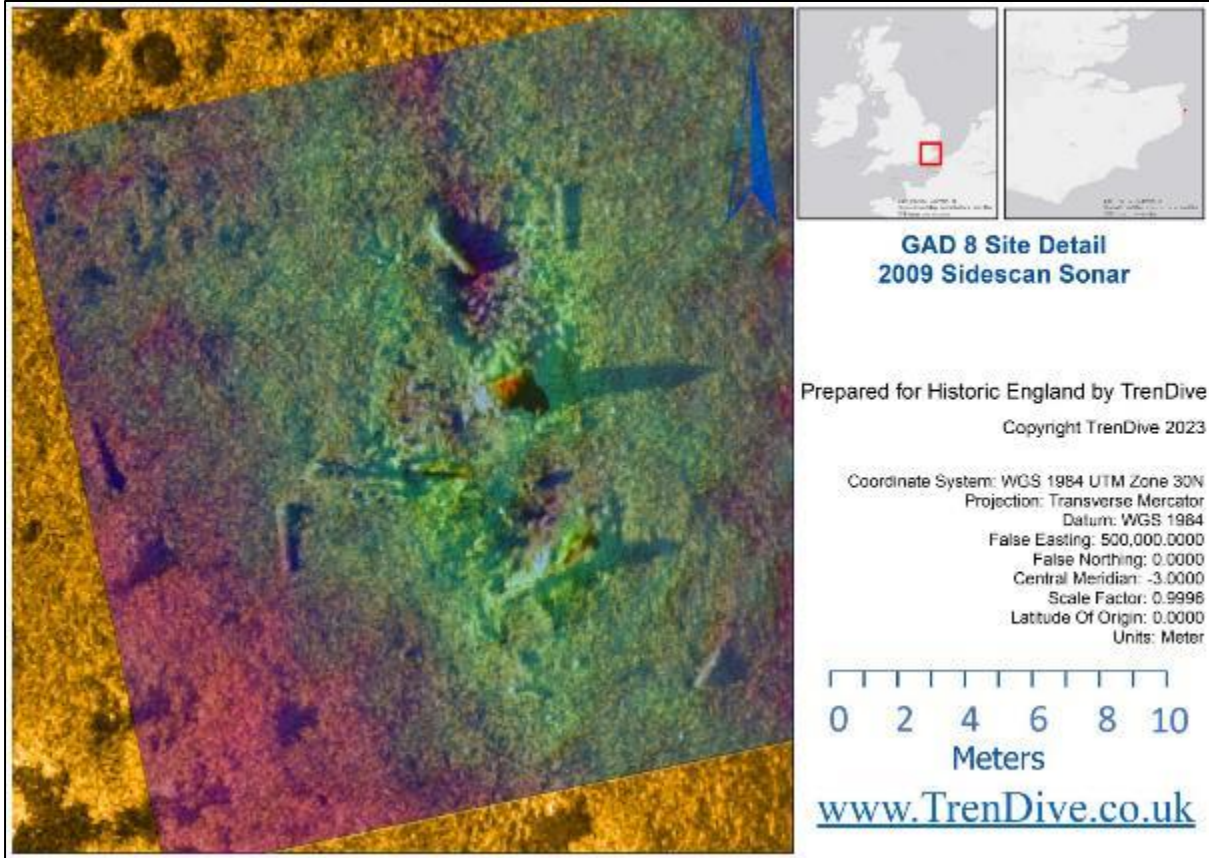 GAD 8 Site Detail
2009 Sidescan Sonar
Prepared for Historic England by TrenDive
Copyright TrenDive 2023
Coordinate System: WGS 1984 UTM Zone 30N
Projection: Transverse Mercator
Datum: WGS 1984
False Easting: 500,000.0000
False Northing: 0.0000
Central Meridian: -3.0000
Scale Factor: 0.9996
Latitude Of Origin: 0.0000
Units: Meter
0 2 4 6 8 10
Meters
www.TrenDive.co.uk